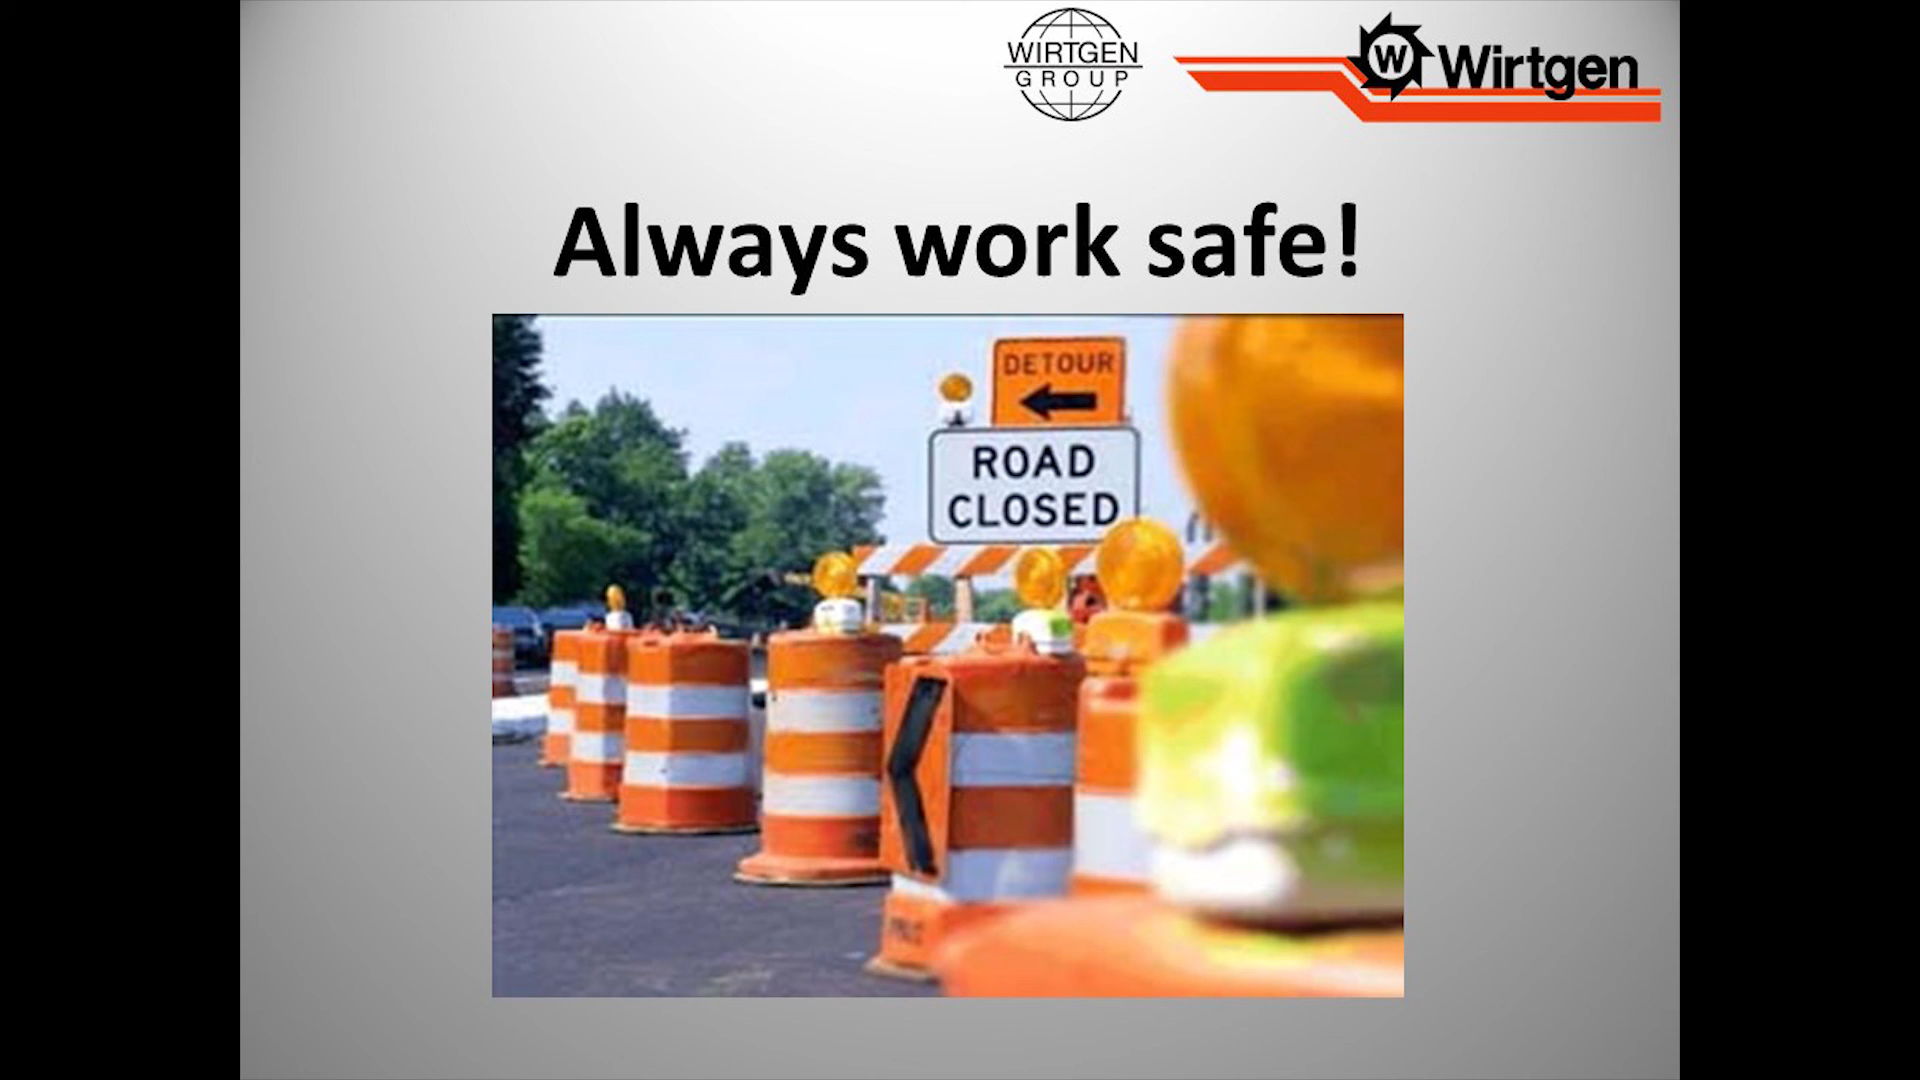 WIRTGEN
GROUP
W Wirtgen
Always work safe!
DETOUR
ROAD
CLOSED